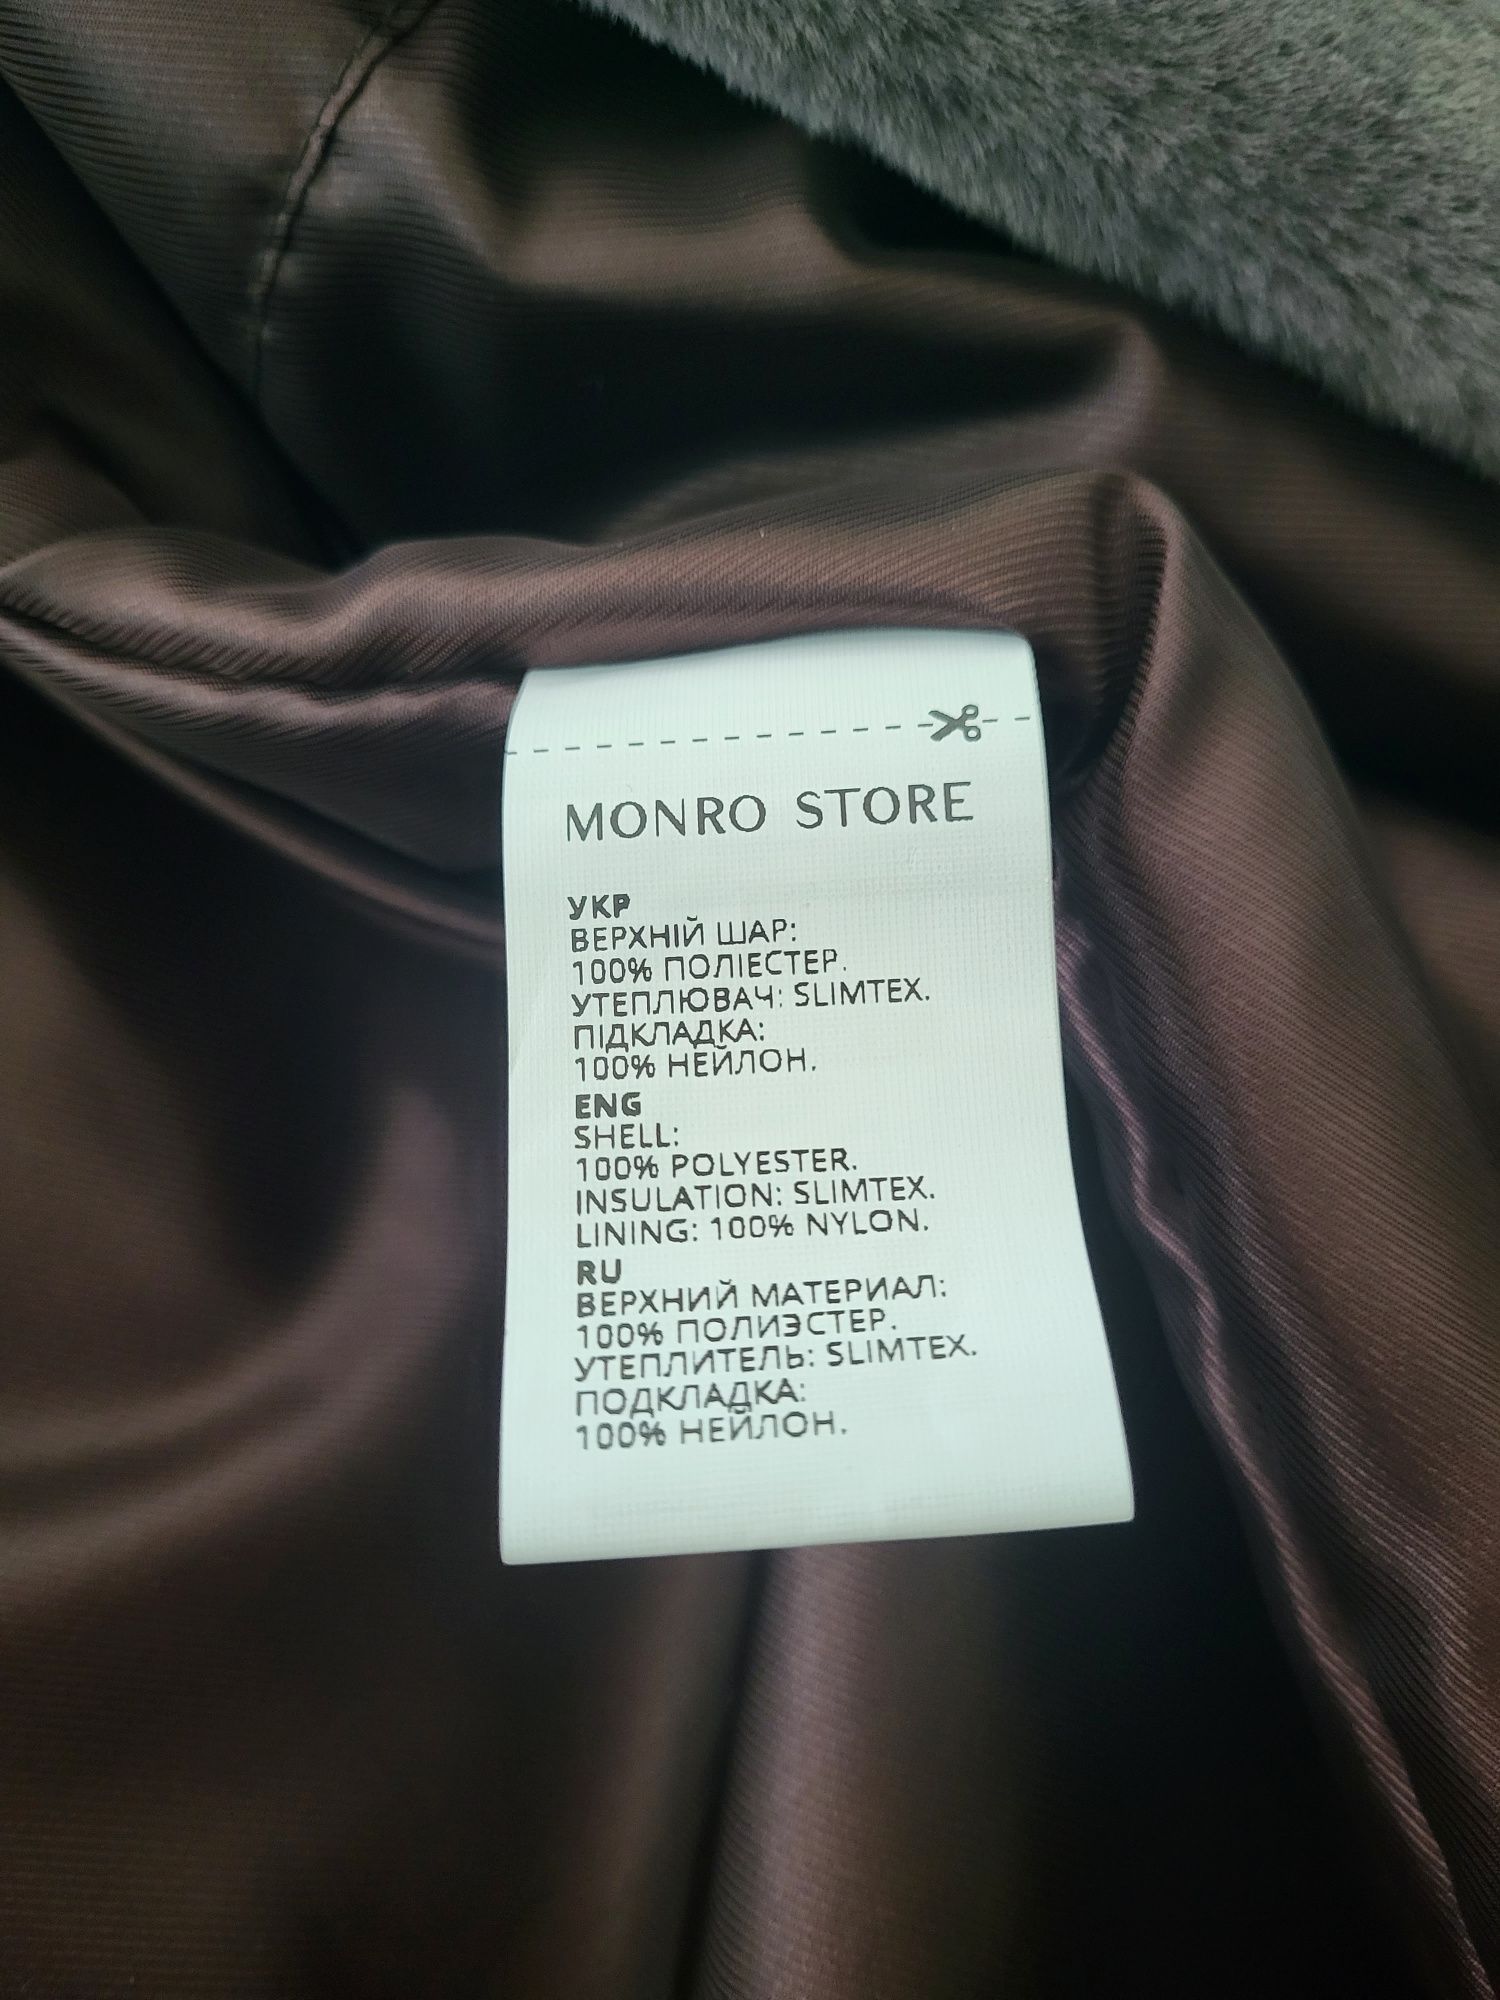 MONRO STORE
УКР
ВЕРХНІЙ ШАР:
100% ПОЛІЕСТЕР.
УТЕПЛЮВАЧ: SLIMTEX.
ПІДКЛАДКА:
100% НЕЙЛОН.
ENG
SHELL:
100% POLYESTER.
INSULATION: SLIMTEX.
LINING: 100% NYLON.
RU
ВЕРХНИЙ МАТЕРИАЛ:
100% ПОЛИЭСТЕР.
УТЕПЛИТЕЛЬ: SLIMTEX.
ПОДКЛАДКА:
100% НЕЙЛОН.